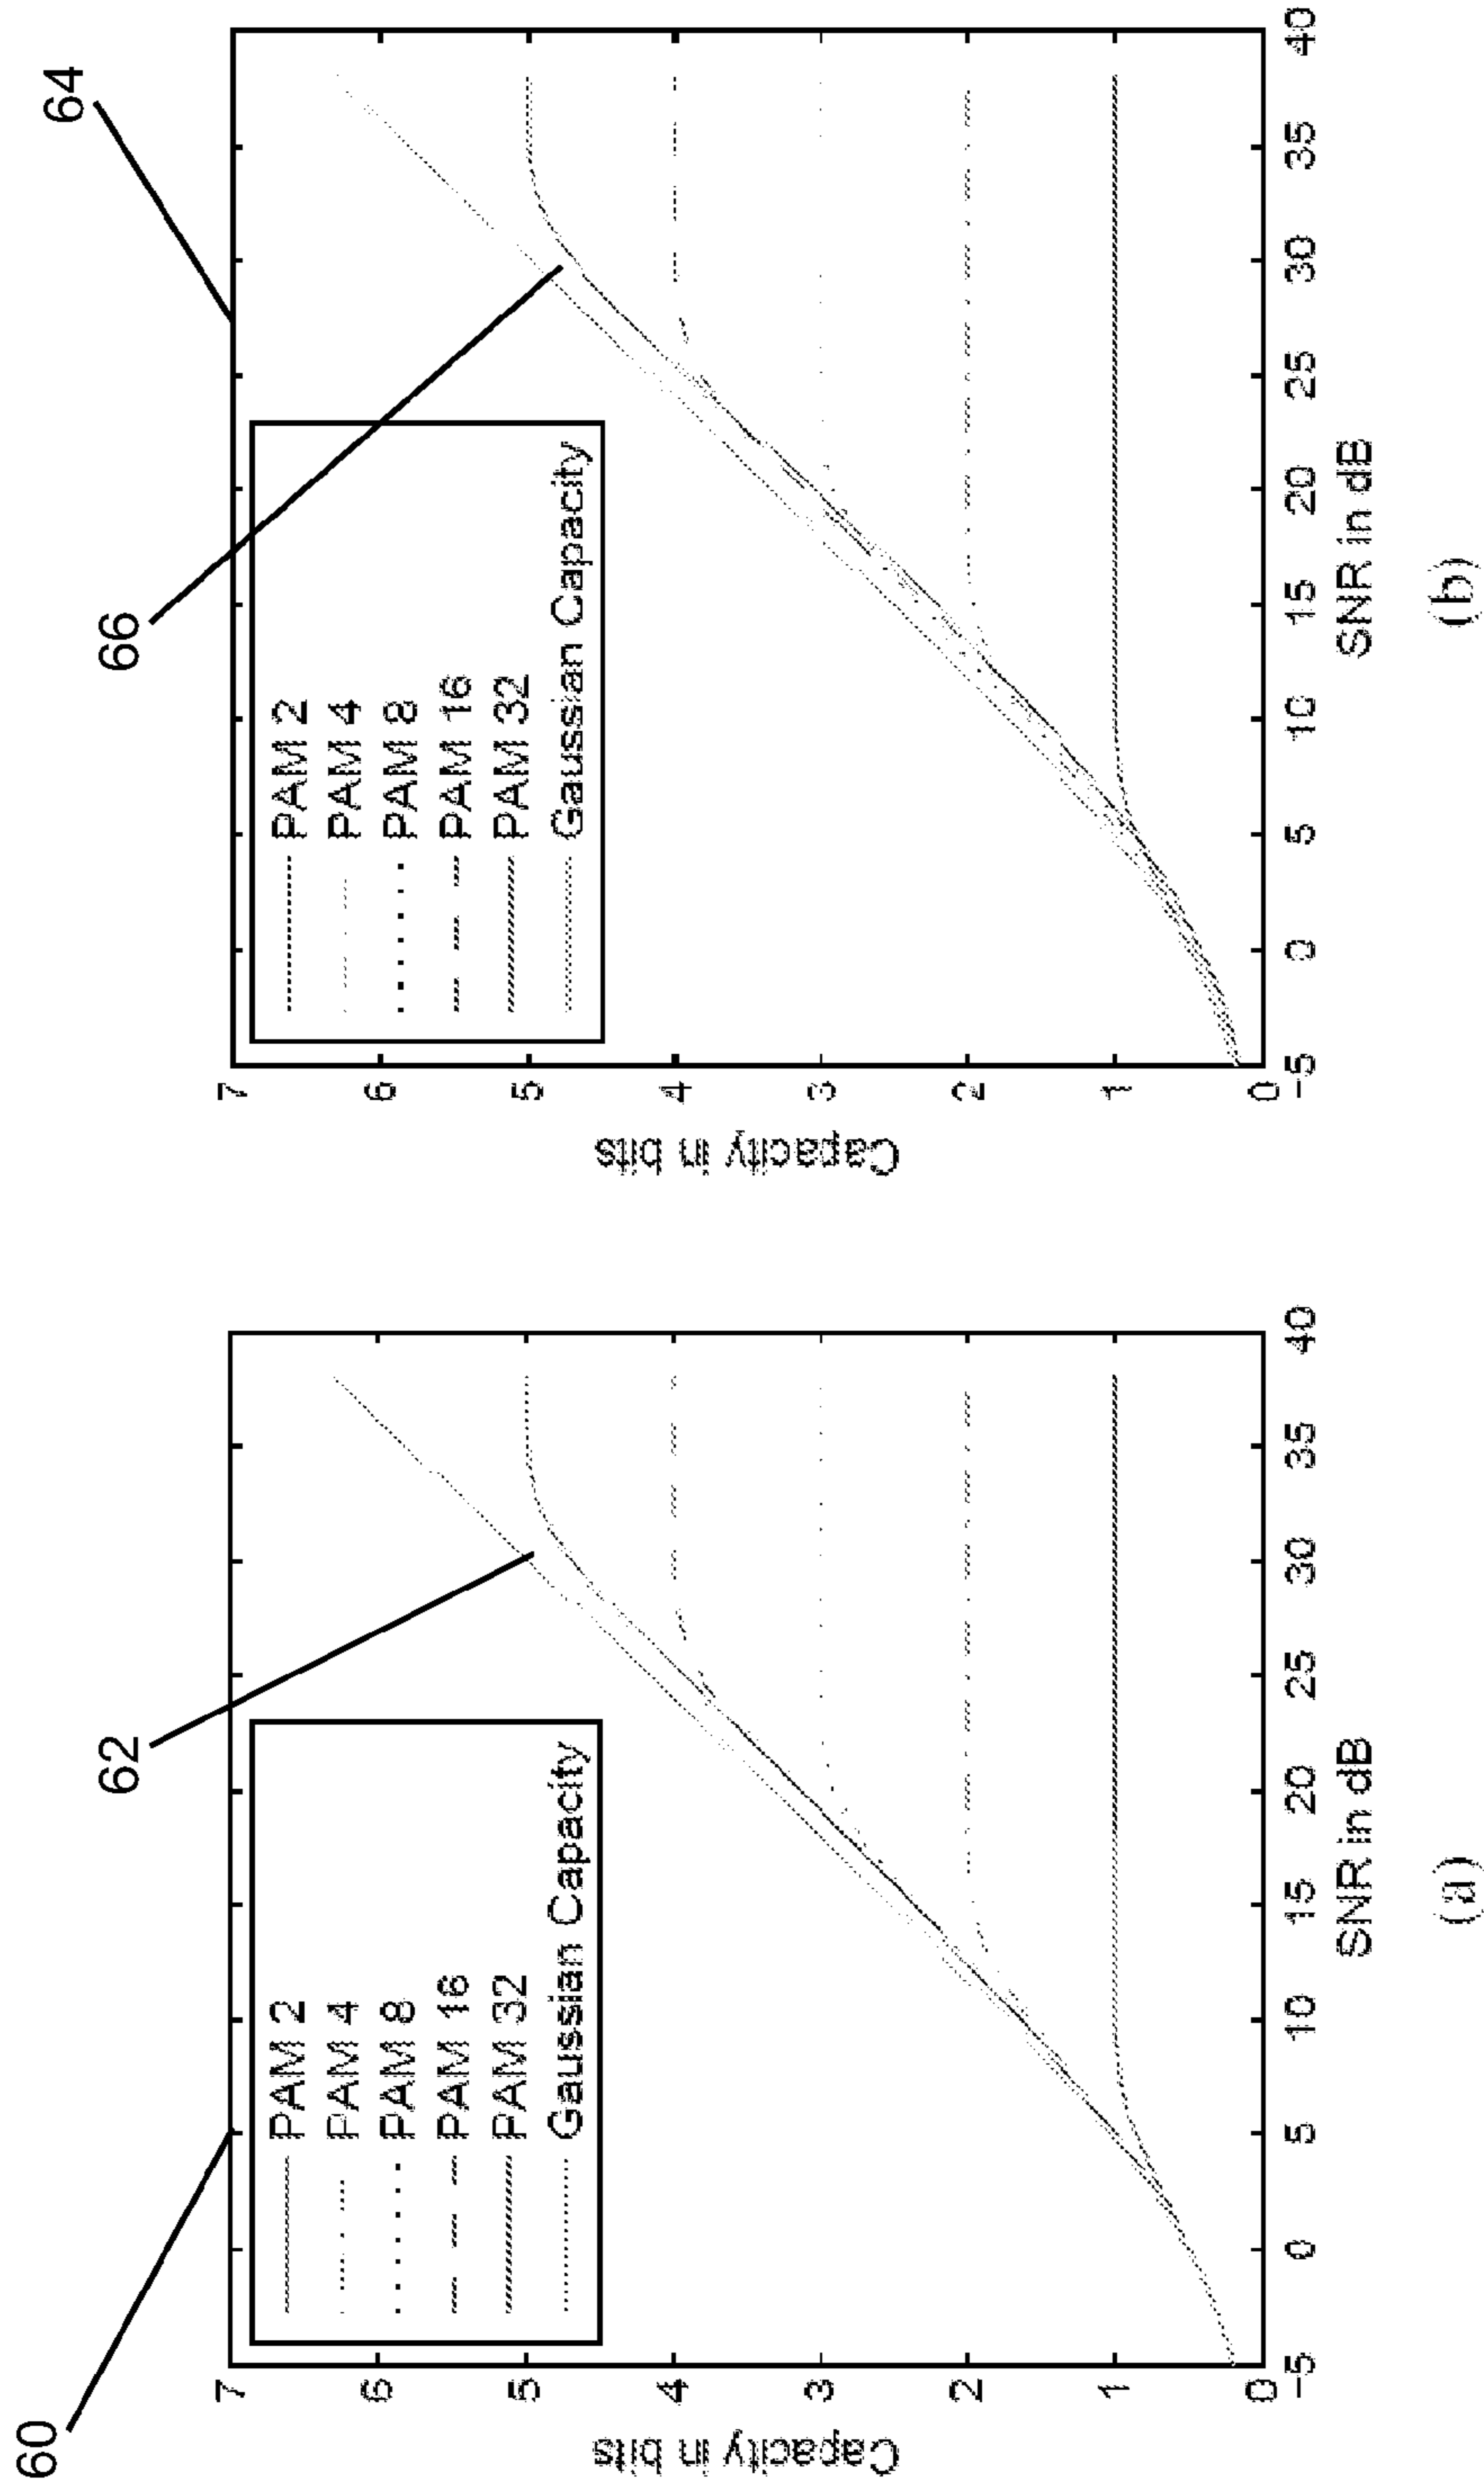 60
62
7
6
5
4
3
2
1
0
Capacity in bits
PAM 2
PAM 4
PAM 8
PAM 16
PAM 32
Gaussian Capacity
-5
0
5
10
15
20
25
30
35
40
SNR in dB
(a)
64
66
7
6
5
4
3
2
1
0
Capacity in bits
PAM 2
PAM 4
PAM 8
PAM 16
PAM 32
Gaussian Capacity
-5
0
5
10
15
20
25
30
35
40
SNR in dB
(b)